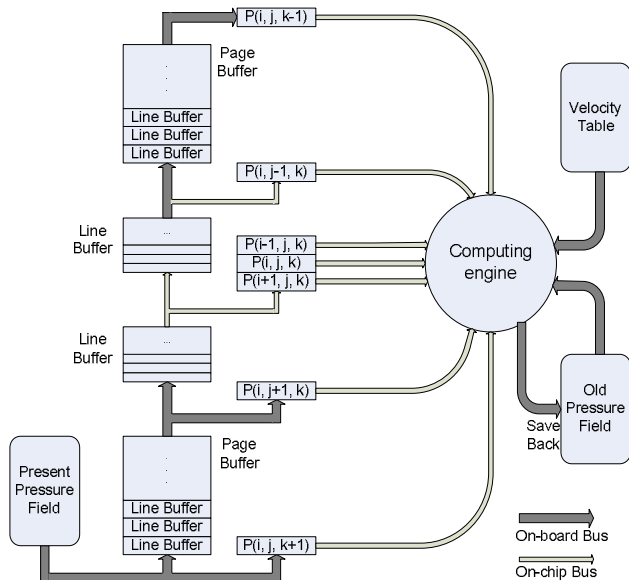 P(i, j, k-1)
Page
Buffer
.
.
.
Line Buffer
Line Buffer
Line Buffer
Velocity
Table
P(i, j-1, k)
Line
Buffer
...
P(i-1, j, k)
P(i, j, k)
P(i+1, j, k)
Computing
engine
Line
Buffer
...
P(i, j+1, k)
Old
Pressure
Field
Save
Back
Page
Buffer
.
.
.
Present
Pressure
Field
Line Buffer
Line Buffer
Line Buffer
P(i, j, k+1)
On-board Bus
On-chip Bus